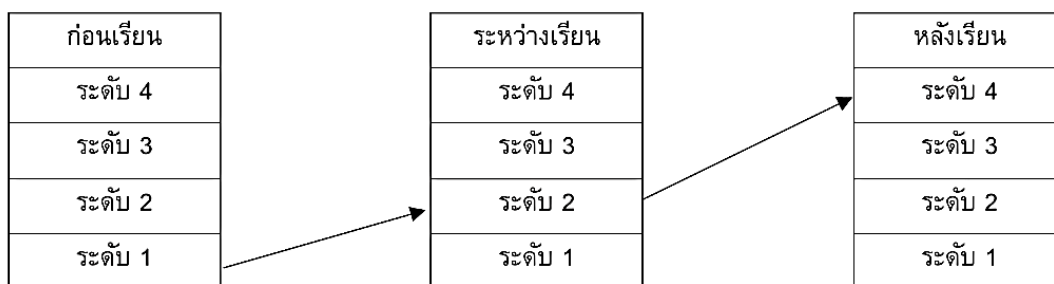 ก่อนเรียน
ระดับ 4
ระดับ 3
ระดับ 2
ระดับ 1
ระหว่างเรียน
ระดับ 4
ระดับ 3
ระดับ 2
ระดับ 1
หลังเรียน
ระดับ 4
ระดับ 3
ระดับ 2
ระดับ 1